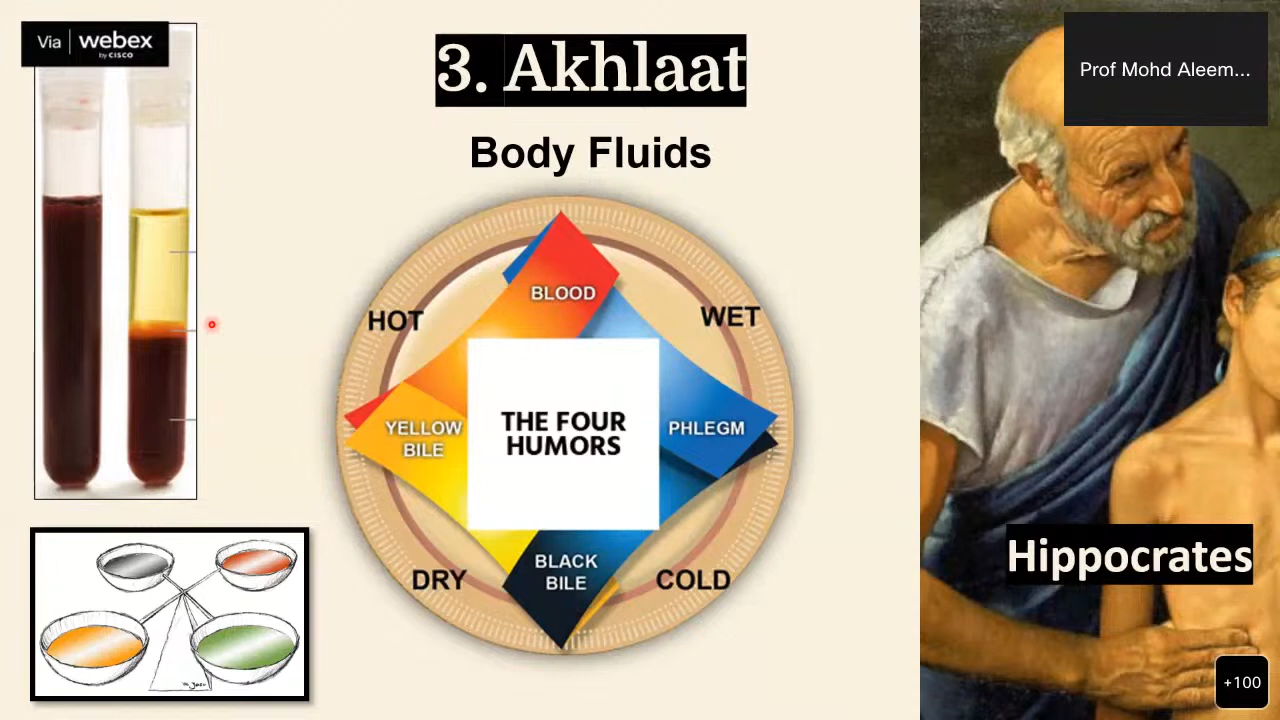 Via webex
by CISCO
3. Akhlaat
Prof Mohd Aleem...
Body Fluids
BLOOD
HOT
WET
THE FOUR
HUMORS
YELLOW
BILE
PHLEGM
BLACK
BILE
DRY
COLD
Hippocrates
+100